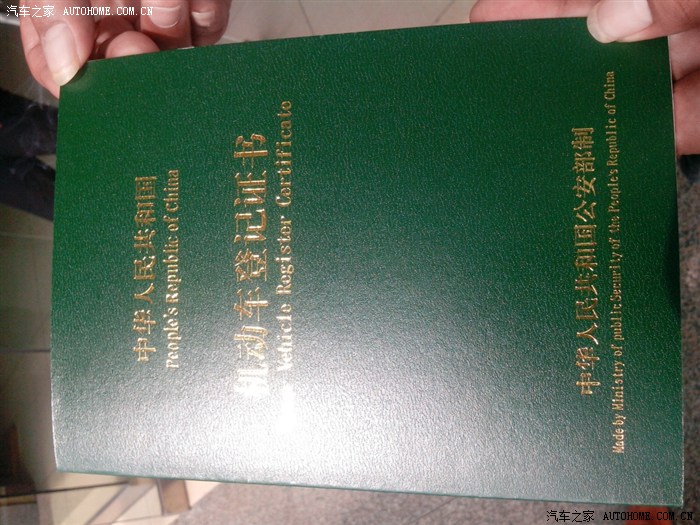 汽车之家 AUTOHOME.COM.CN
中华人民共和国
People's Republic of China
机动车登记证书
Vehicle Register Certificate
中华人民共和国公安部制
Made by Ministry of public Security of the People's Republic of China
汽车之家 AUTOHOME.COM.CN